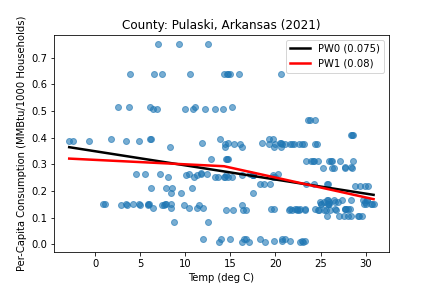 County: Pulaski, Arkansas (2021)
PW0 (0.075)
PW1 (0.08)
Per-Capita Consumption (MMBtu/1000 Households)
0.7
0.6
0.5
0.4
0.3
0.2
0.1
0.0
0 5 10 15 20 25 30
Temp (deg C)